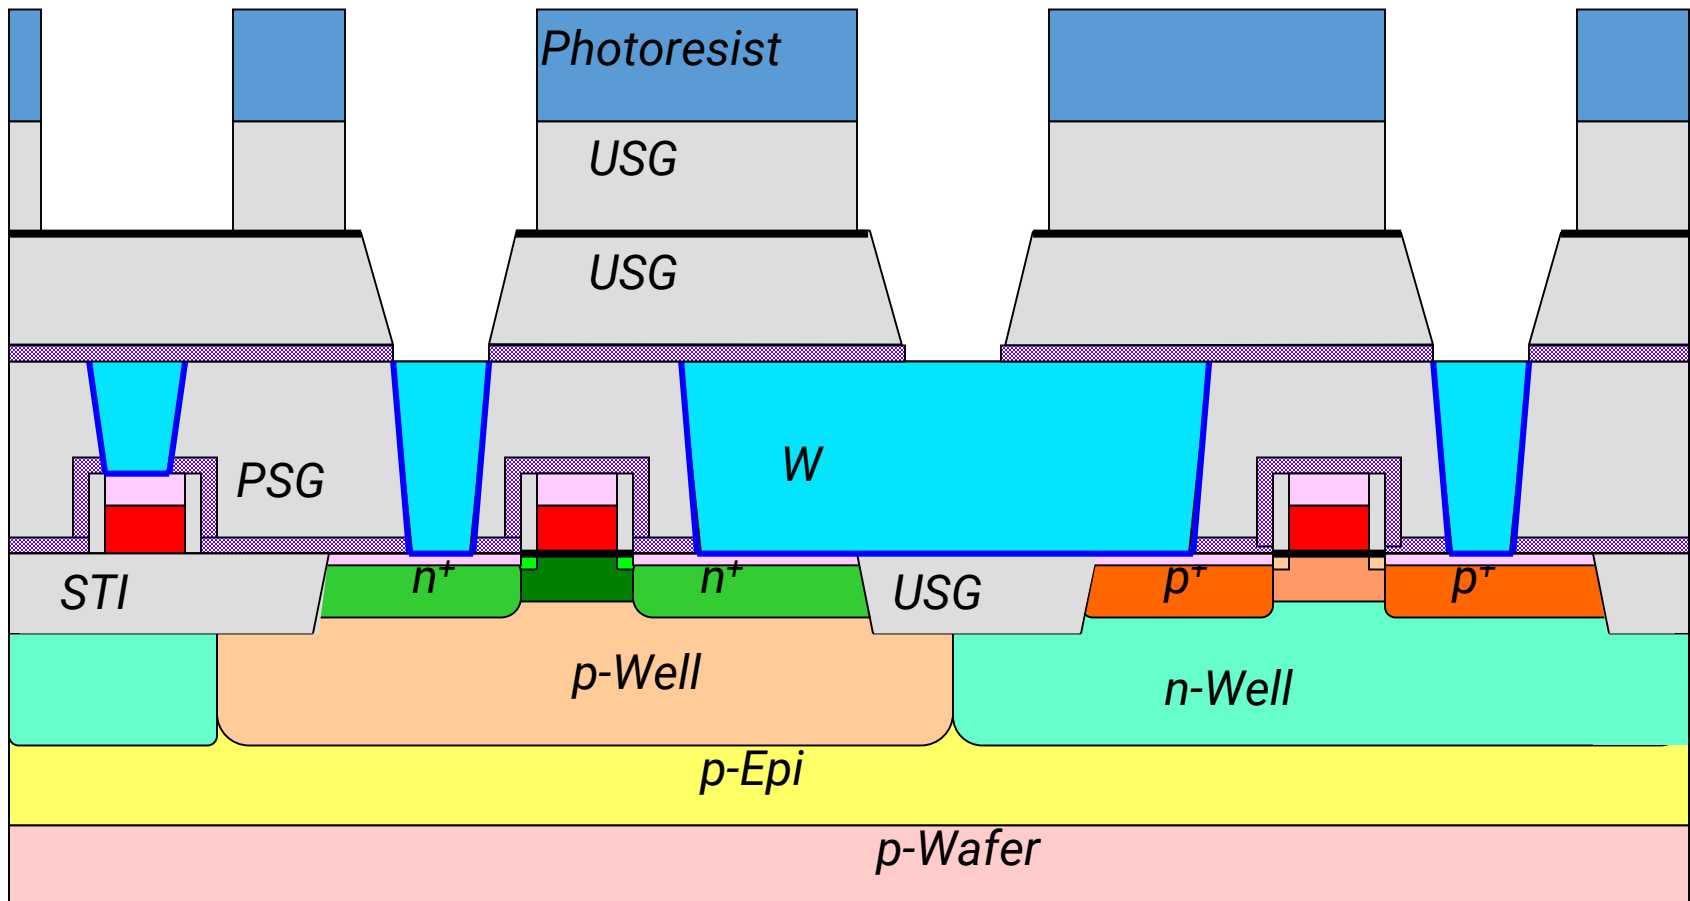 Photoresist
USG
USG
W
PSG
n+
n+
p+
p+
STI
USG
p-Well
n-Well
p-Epi
p-Wafer